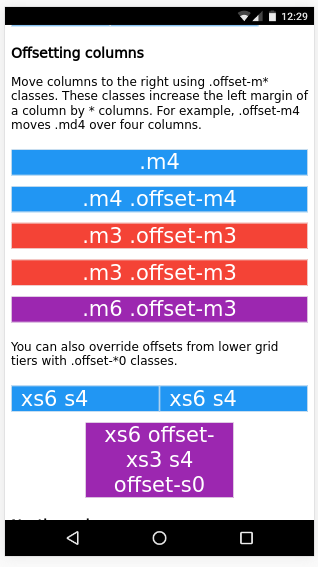 12:29
Offsetting columns
Move columns to the right using .offset-m*
classes. These classes increase the left margin of
a column by * columns. For example, .offset-m4
moves .md4 over four columns.
.m4
.m4 .offset-m4
.m3 .offset-m3
.m3 .offset-m3
.m6 .offset-m3
You can also override offsets from lower grid
tiers with .offset-*0 classes.
xs6 s4 xs6 s4
xs6 offset-
xs3 s4
offset-s0